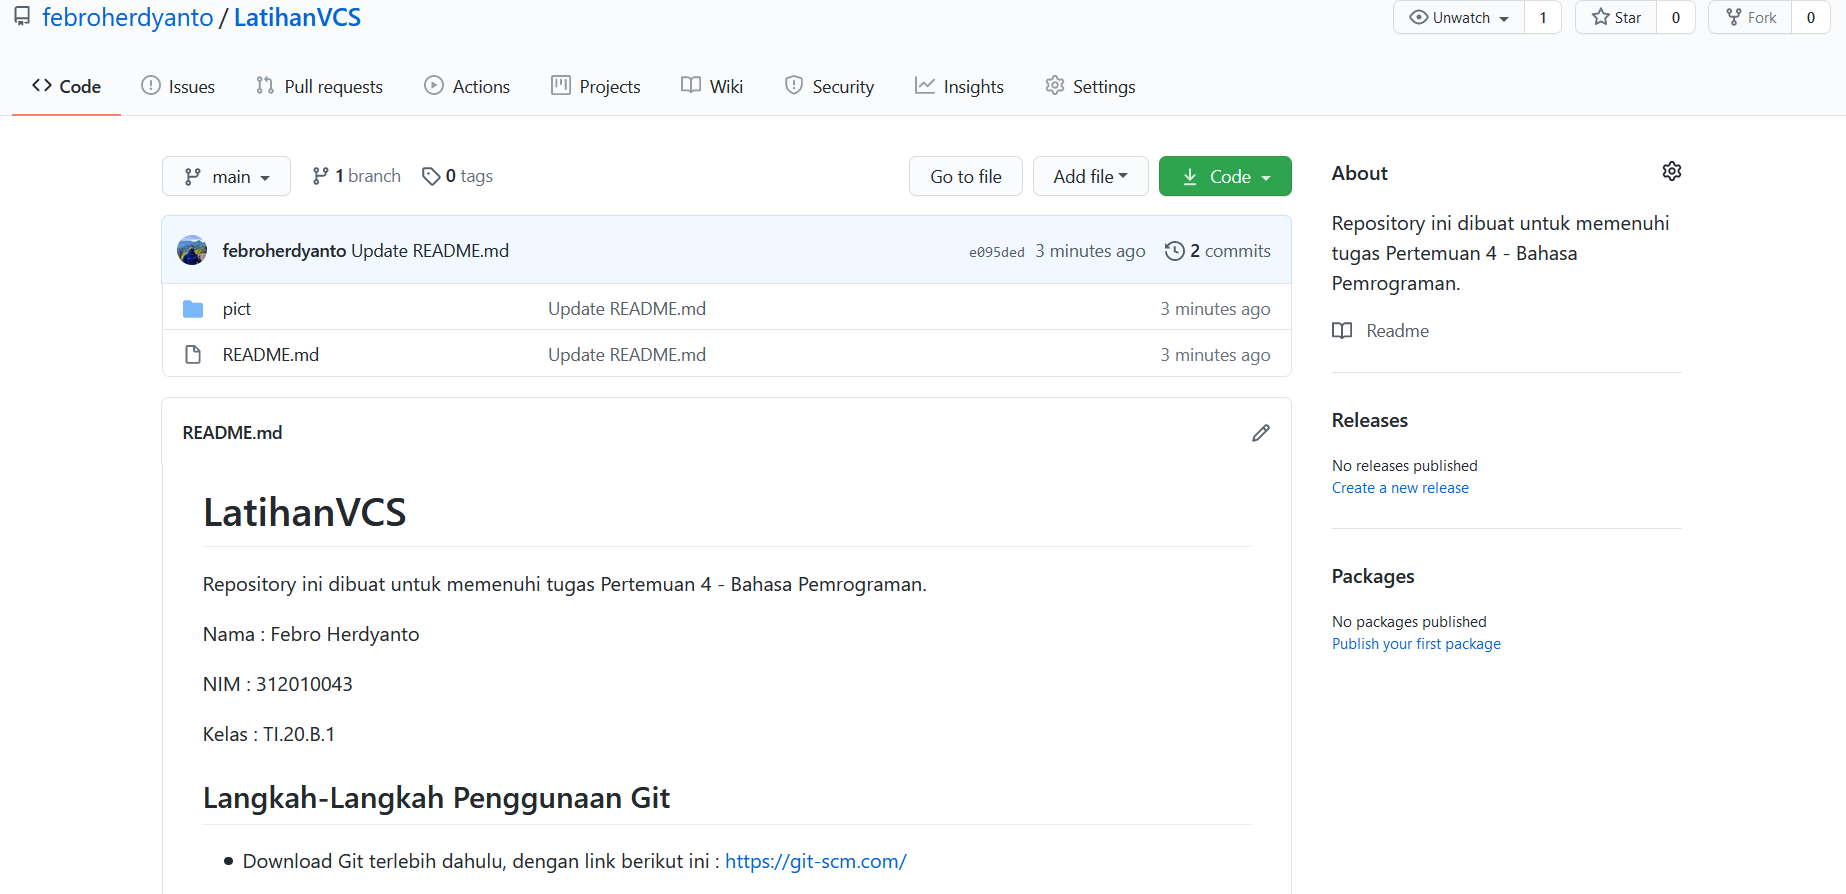 febroherdyanto / LatihanVCS
Unwatch 1 Star 0 Fork 0
Code Issues Pull requests Actions Projects Wiki Security Insights Settings
main 1 branch 0 tags Go to file Add file Code
febroherdyanto Update README.md e095ded 3 minutes ago 2 commits
pict Update README.md 3 minutes ago
README.md Update README.md 3 minutes ago
README.md
LatihanVCS
Repository ini dibuat untuk memenuhi tugas Pertemuan 4 - Bahasa Pemrograman.
Nama : Febro Herdyanto
NIM : 312010043
Kelas : TI.20.B.1
Langkah-Langkah Penggunaan Git
Download Git terlebih dahulu, dengan link berikut ini : https://git-scm.com/
About
Repository ini dibuat untuk memenuhi
tugas Pertemuan 4 - Bahasa
Pemrograman.
Readme
Releases
No releases published
Create a new release
Packages
No packages published
Publish your first package